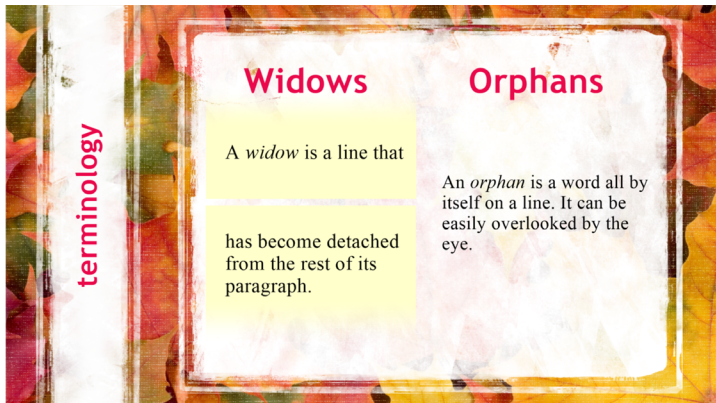 terminology
Widows
A widow is a line that
has become detached
from the rest of its
paragraph.
Orphans
An orphan is a word all by
itself on a line. It can be
easily overlooked by the
eye.